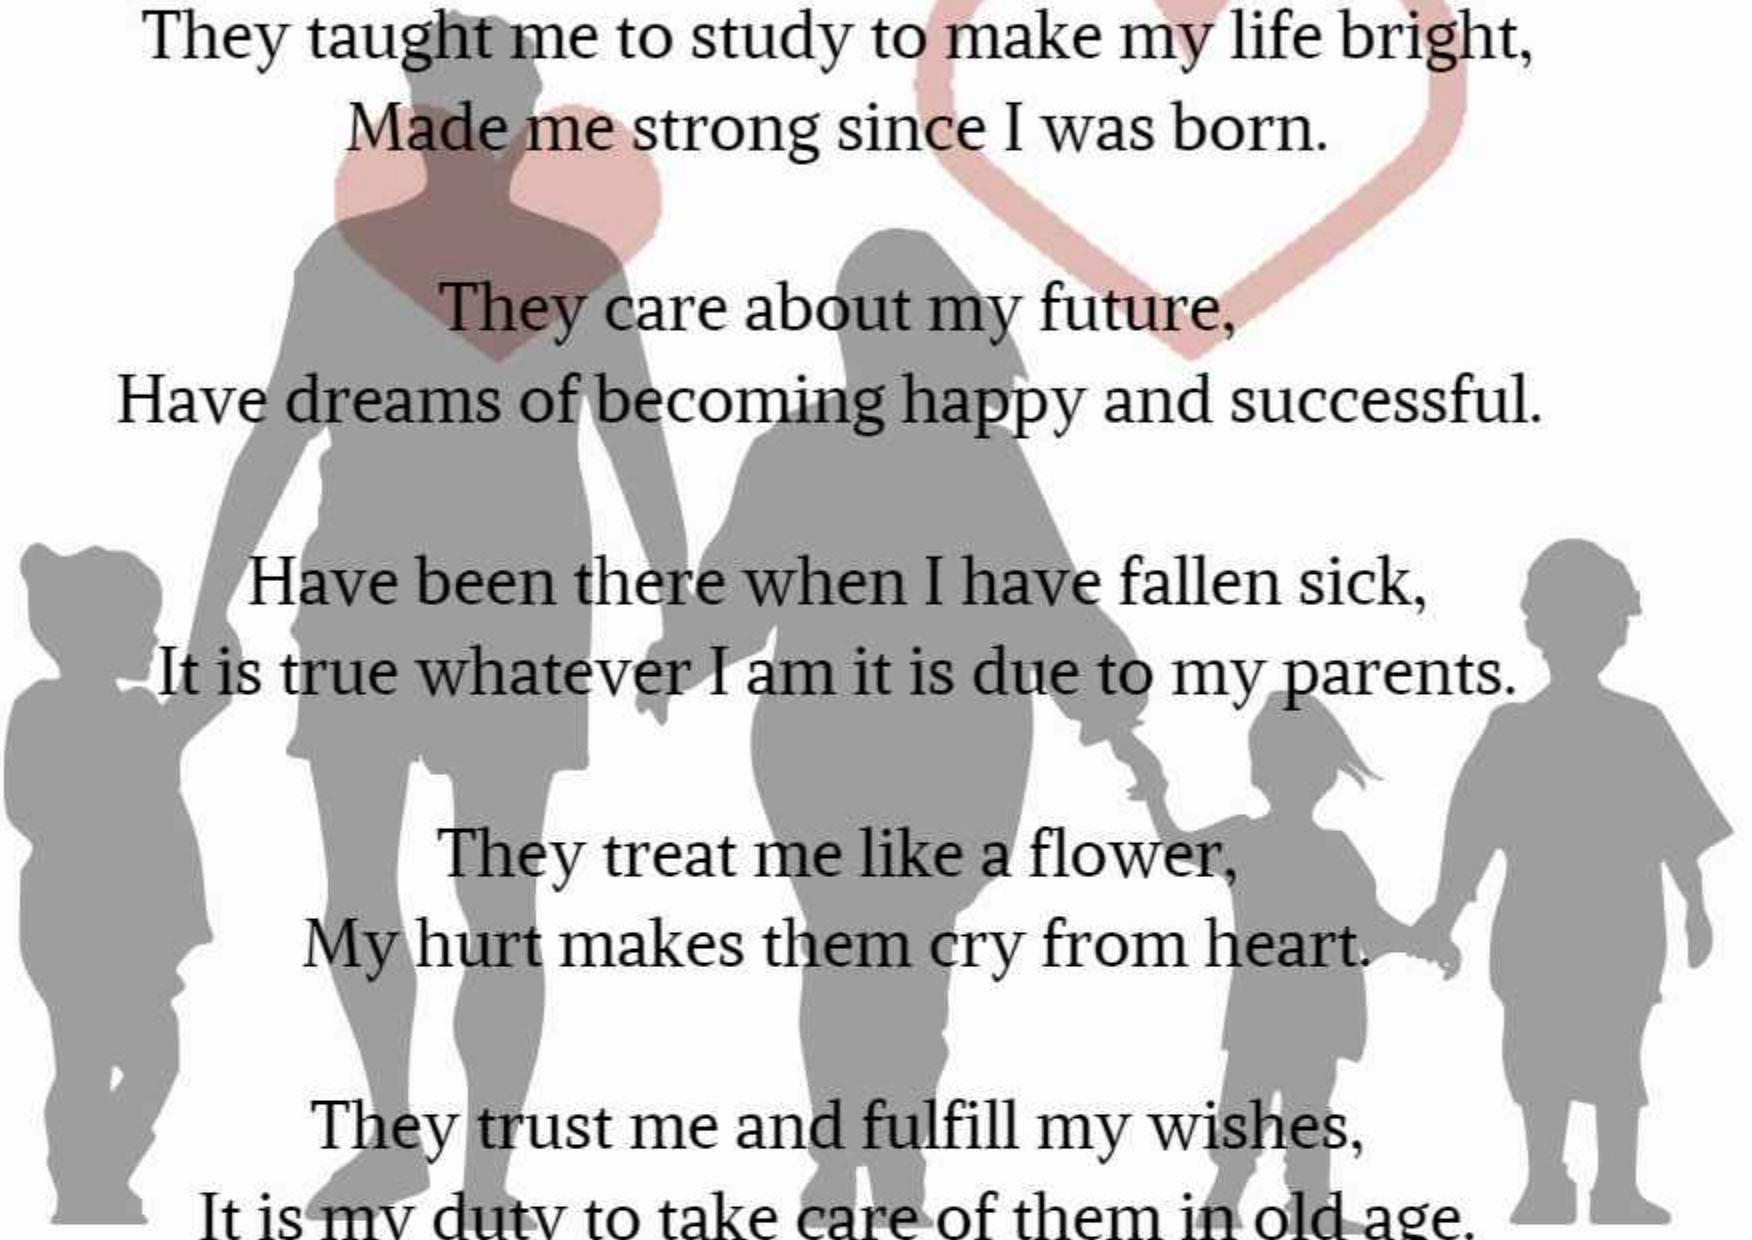 They taught me to study to make my life bright,
Made me strong since I was born.
They care about my future,
Have dreams of becoming happy and successful.
Have been there when I have fallen sick,
It is true whatever I am it is due to my parents.
They treat me like a flower,
My hurt makes them cry from heart.
They trust me and fulfill my wishes,
It is my duty to take care of them in old age.